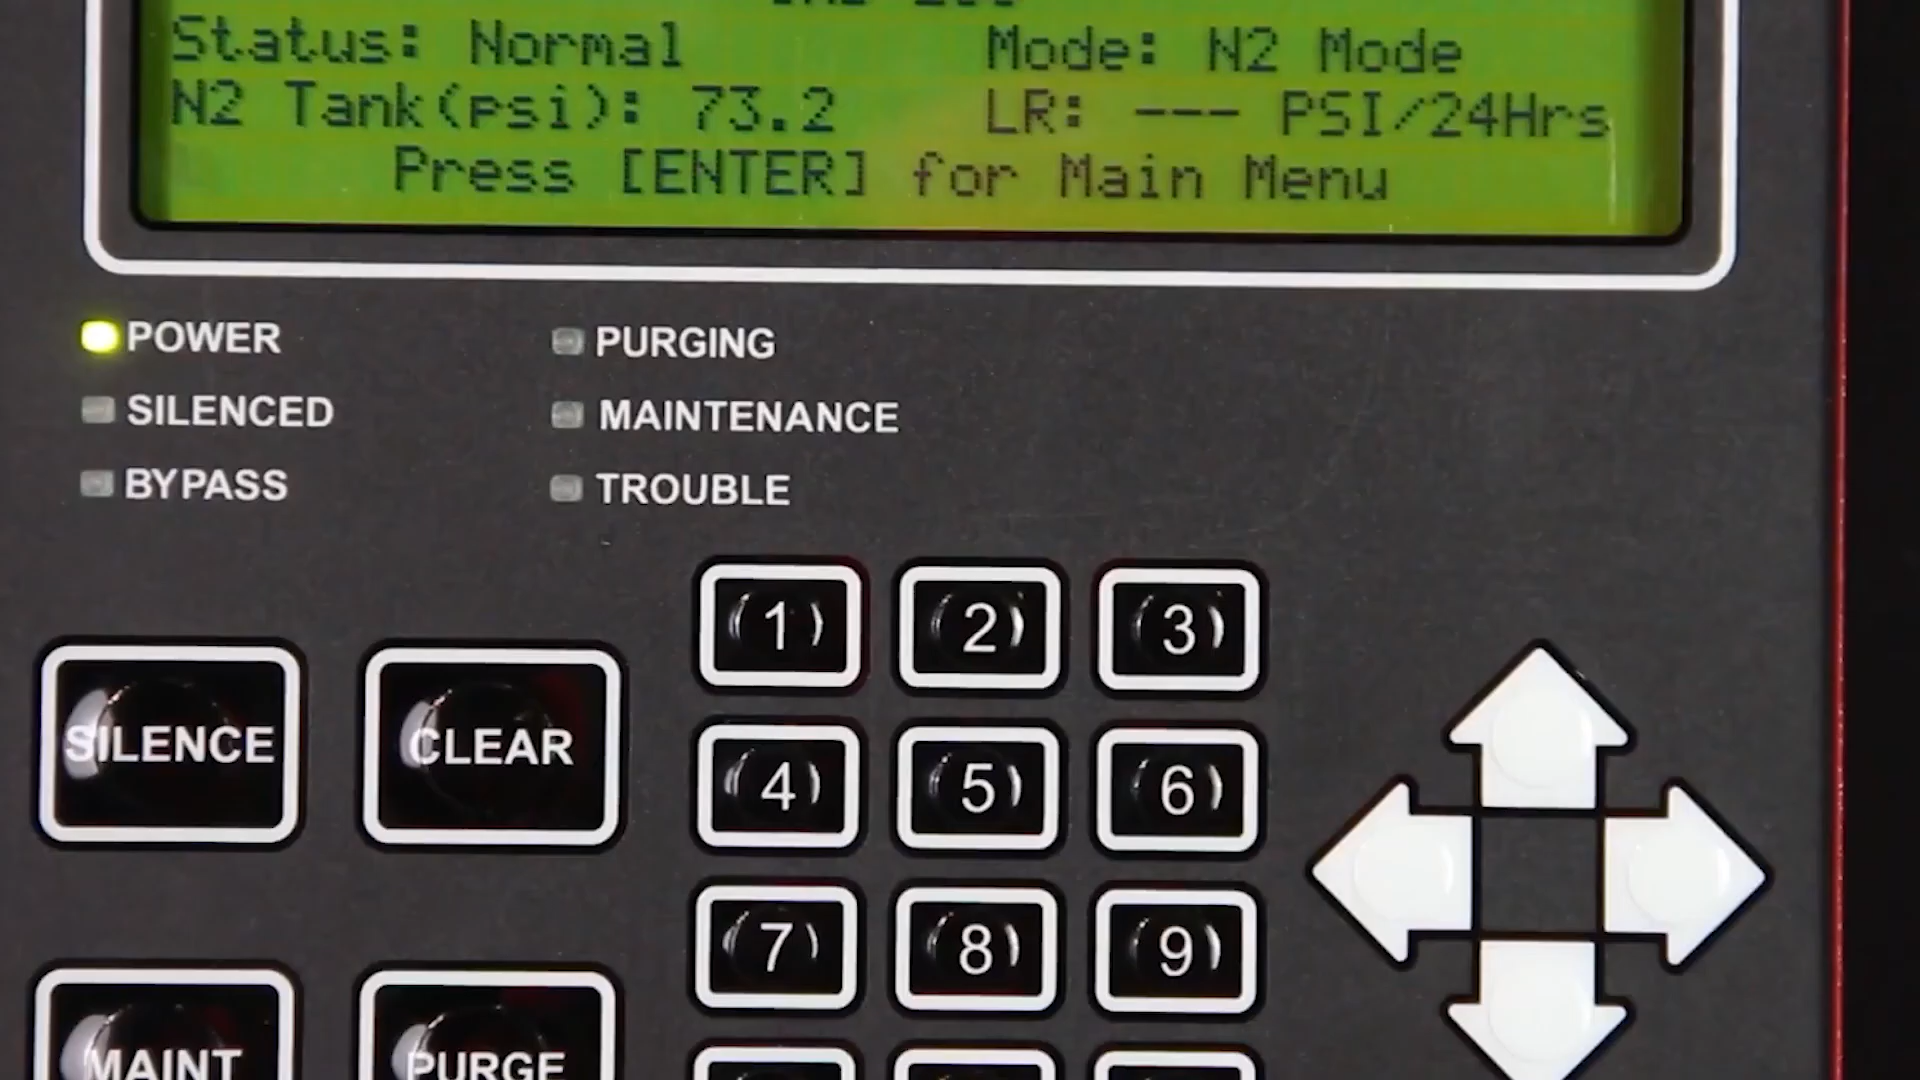 Status: Normal Mode: N2 Mode
N2 Tank(psi): 73.2 LR: --- PSI/24Hrs
Press [ENTER] for Main Menu
POWER PURGING
SILENCED MAINTENANCE
BYPASS TROUBLE
1 2 3
SILENCE CLEAR
4 5 6
7 8 9
MAINT PURGE